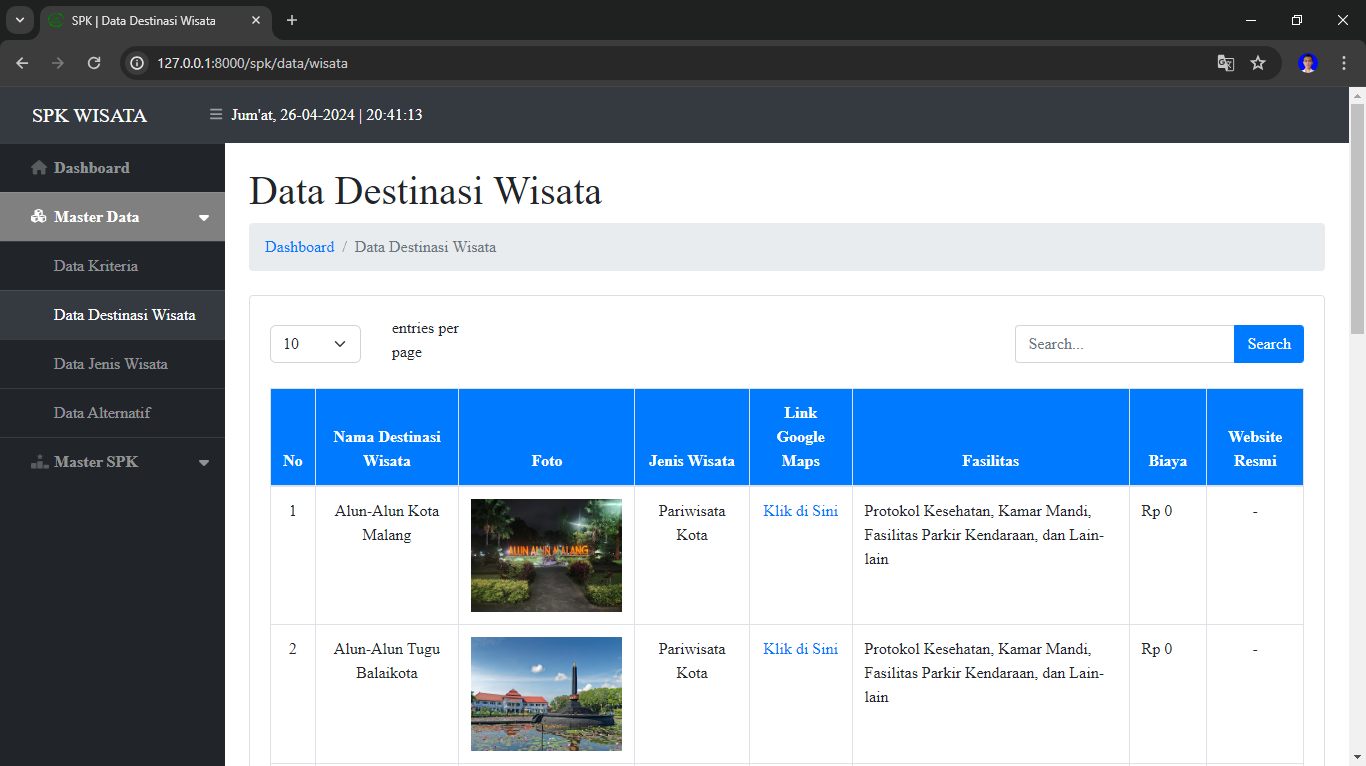 SPK | Data Destinasi Wisata
127.0.0.1:8000/spk/data/wisata
SPK WISATA
Jum'at, 26-04-2024 | 20:41:13
Dashboard
Master Data
Data Kriteria
Data Destinasi Wisata
Data Jenis Wisata
Data Alternatif
Master SPK
Data Destinasi Wisata
Dashboard / Data Destinasi Wisata
10
entries per
page
Search...
Search
No
Nama Destinasi
Wisata
Foto
Jenis Wisata
Link
Google
Maps
Fasilitas
Biaya
Website
Resmi
1
Alun-Alun Kota
Malang
ALUN ALUN MALANG
Pariwisata
Kota
Klik di Sini
Protokol Kesehatan, Kamar Mandi,
Fasilitas Parkir Kendaraan, dan Lain-
lain
Rp 0
-
2
Alun-Alun Tugu
Balaikota
Pariwisata
Kota
Klik di Sini
Protokol Kesehatan, Kamar Mandi,
Fasilitas Parkir Kendaraan, dan Lain-
lain
Rp 0
-